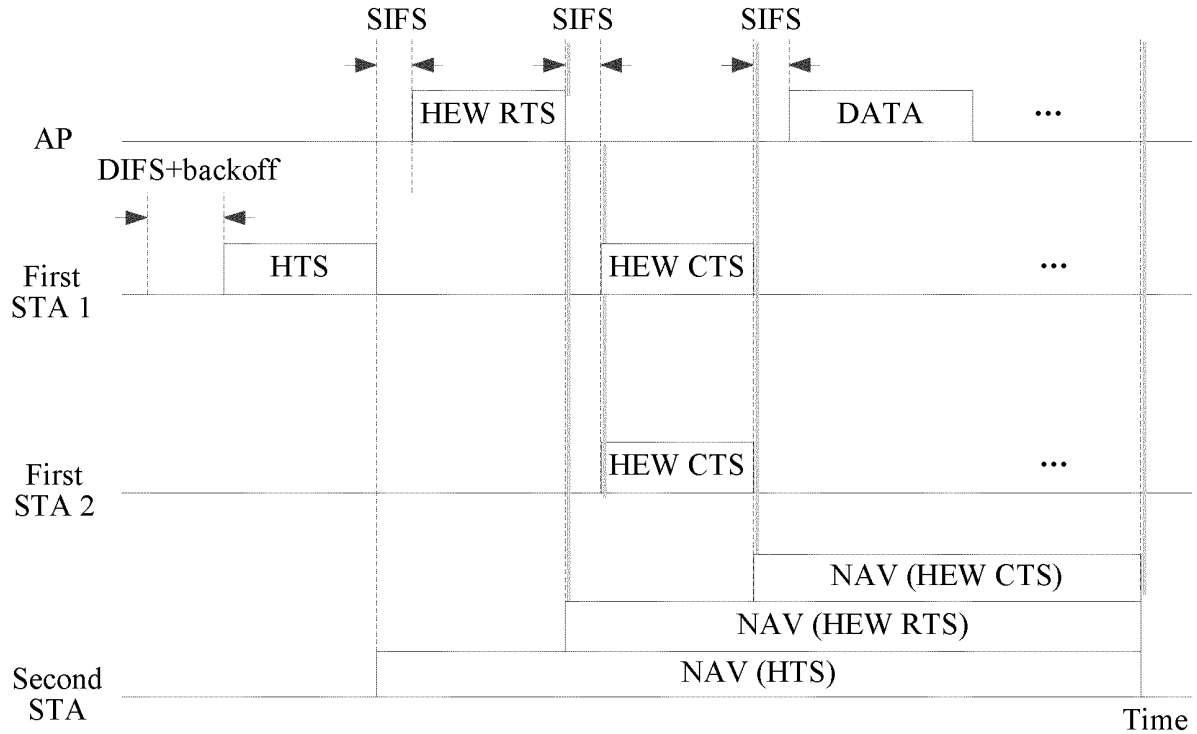 SIFS SIFS SIFS
HEW RTS DATA ...
AP
DIFS+backoff
HTS HEW CTS ...
First
STA 1
HEW CTS ...
First
STA 2
NAV (HEW CTS)
NAV (HEW RTS)
NAV (HTS)
Second
STA
Time